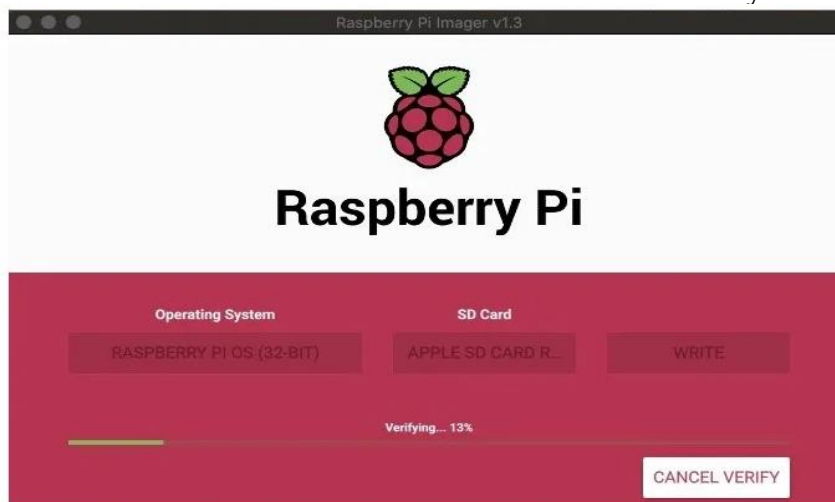 Raspberry Pi Imager v1.3
Raspberry Pi
Operating System
SD Card
RASPBERRY PI OS (32-BIT)
APPLE SD CARD R...
WRITE
Verifying... 13%
CANCEL VERIFY